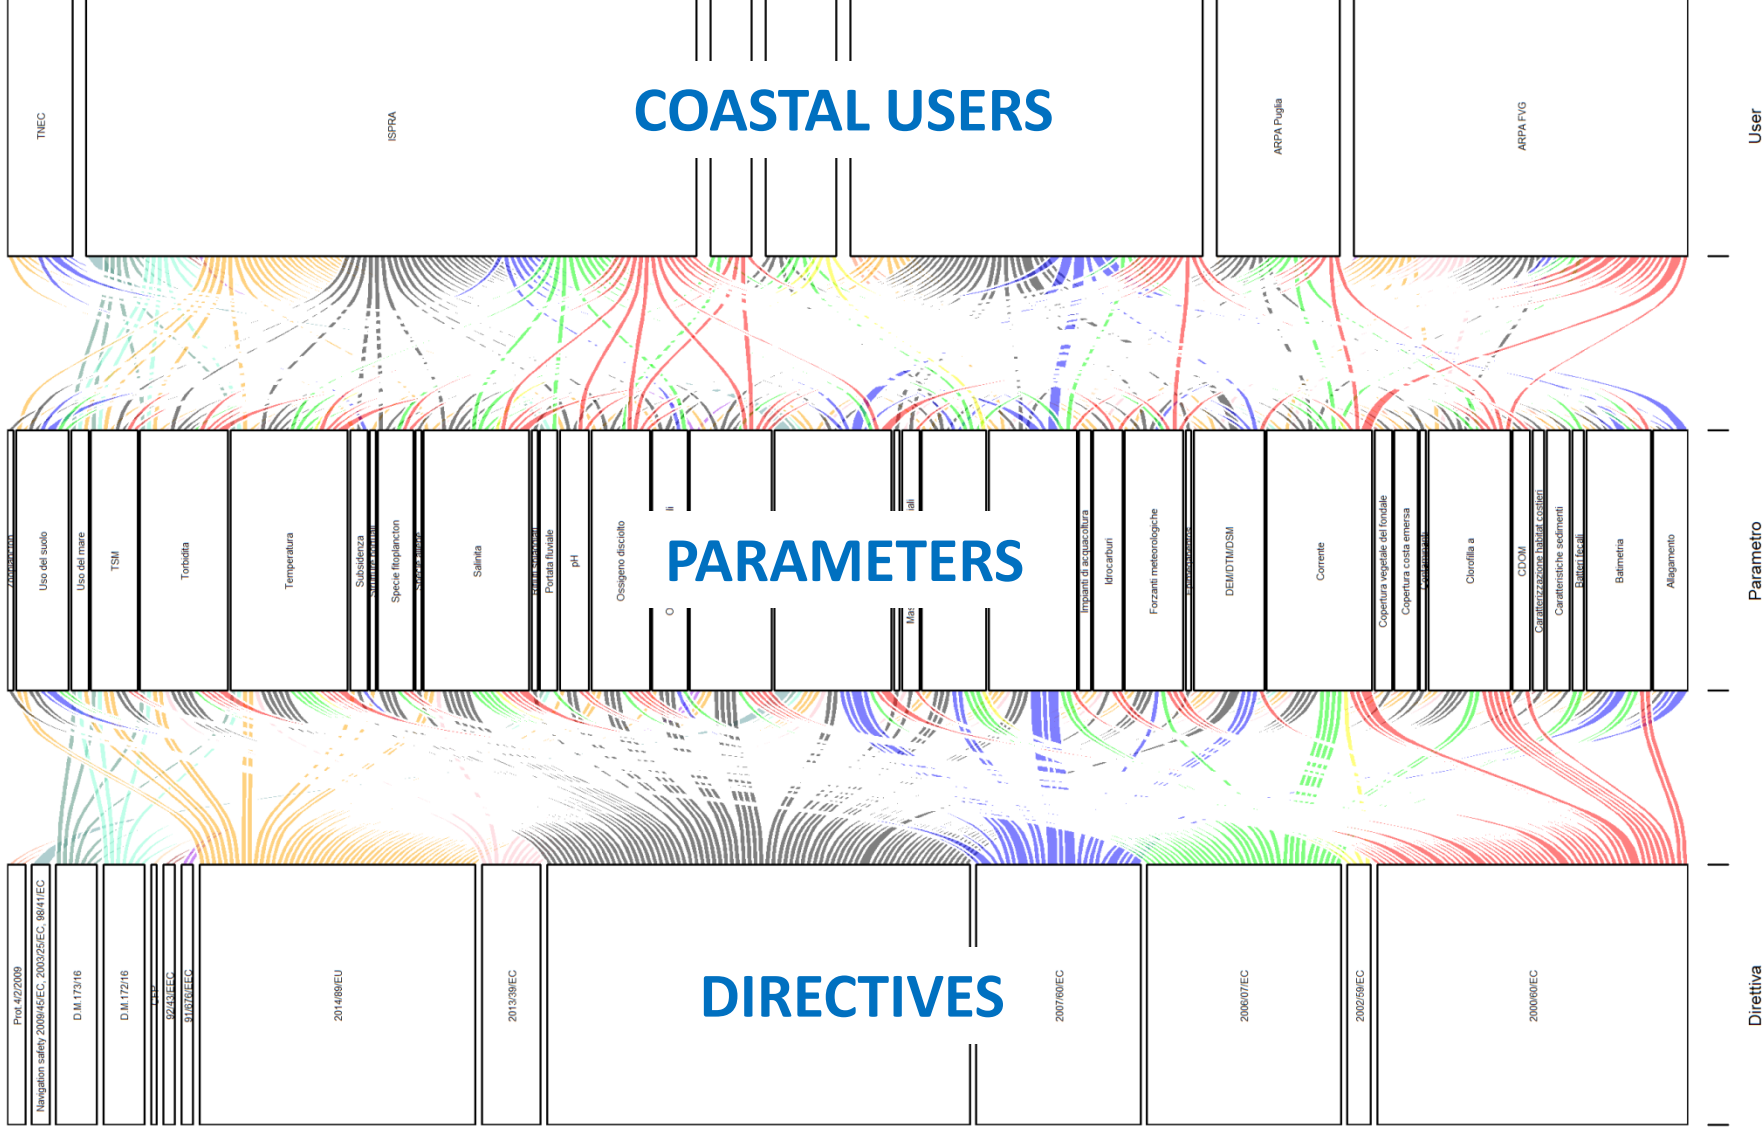 COASTAL USERS
TNEC
ISPRA
ARPA Puglia
ARPA FVG
User
PARAMETERS
Zooplancton
Uso del suolo
Uso del mare
TSM
Torbidita
Temperatura
Subsidenza
Specie fitoplancton
Salinita
Portata fluviale
pH
Ossigeno disciolto
Impianti di acquacoltura
Idrocarburi
Forzanti meteorologiche
DEM/DTM/DSM
Corrente
Copertura vegetale del fondale
Copertura costa emersa
Clorofilla a
CDOM
Caratterizzazione habitat costieri
Caratteristiche sedimenti
Batteri fecali
Batimetria
Allagamento
Parametro
DIRECTIVES
Prot.4/2/2009
Navigation safety 2009/45/EC, 2003/25/EC, 98/41/EC
D.M.173/16
D.M.172/16
CFP
92/43/EEC
91/676/EEC
2014/89/EU
2013/39/EC
2007/60/EC
2006/07/EC
2002/59/EC
2000/60/EC
Direttiva